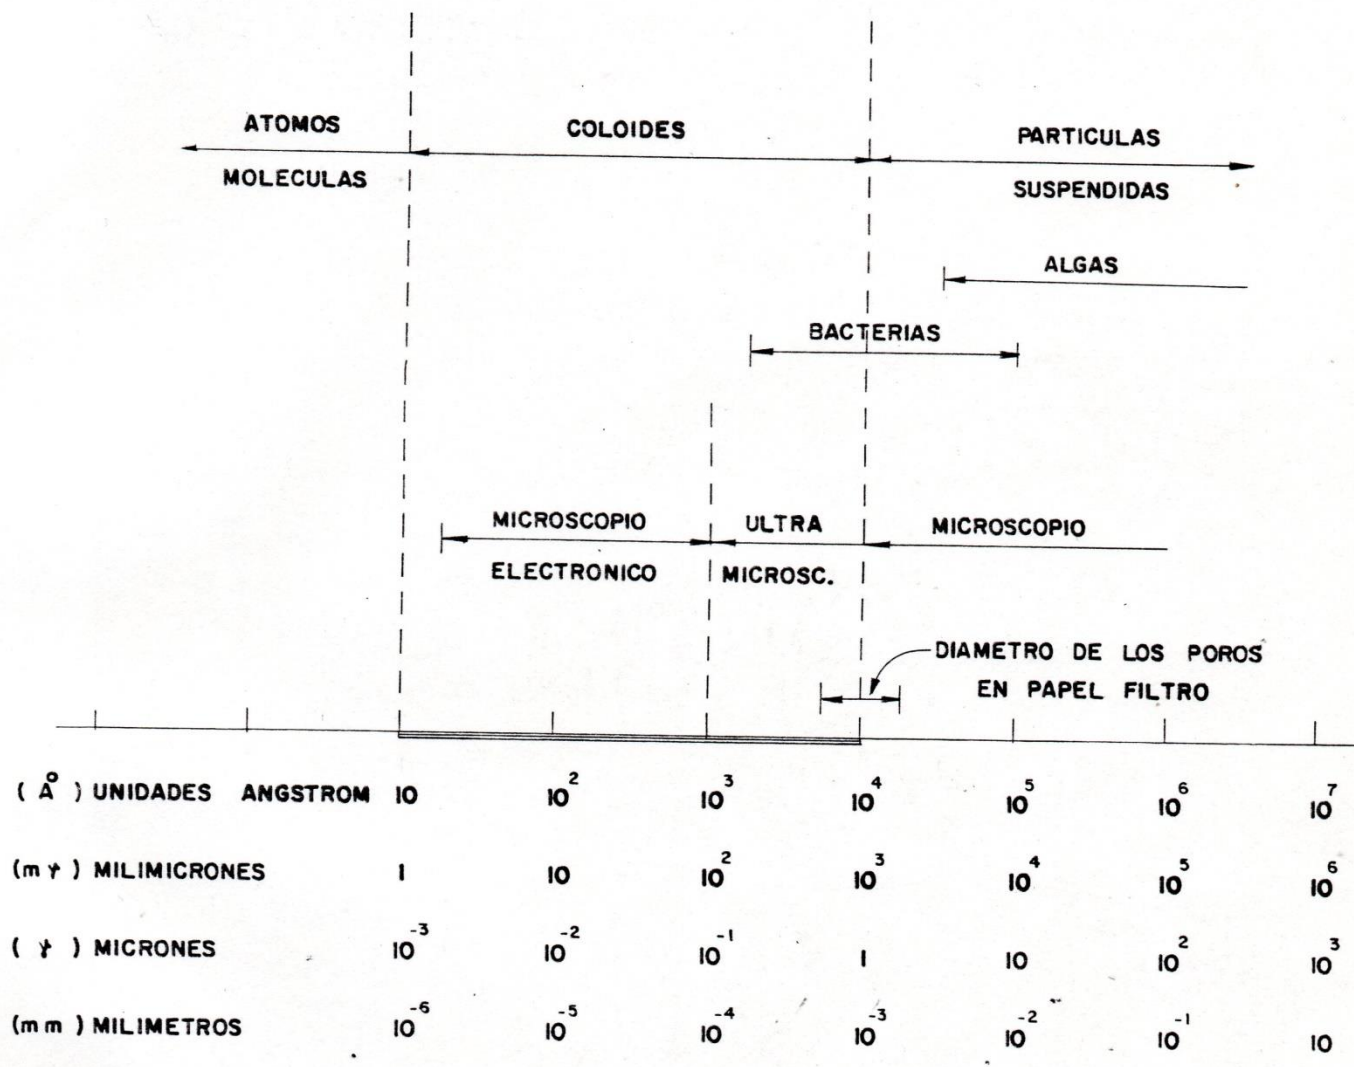 ATOMOS
MOLECULAS
COLOIDES
PARTICULAS
SUSPENDIDAS
ALGAS
BACTERIAS
MICROSCOPIO
ELECTRONICO
ULTRA
MICROSC.
MICROSCOPIO
DIAMETRO DE LOS POROS
EN PAPEL FILTRO
(Å) UNIDADES ANGSTROM 10 10² 10³ 10⁴ 10⁵ 10⁶ 10⁷
(mɤ) MILIMICRONES 1 10 10² 10³ 10⁴ 10⁵ 10⁶
(ɤ) MICRONES 10⁻³ 10⁻² 10⁻¹ 1 10 10² 10³
(mm) MILIMETROS 10⁻⁶ 10⁻⁵ 10⁻⁴ 10⁻³ 10⁻² 10⁻¹ 10